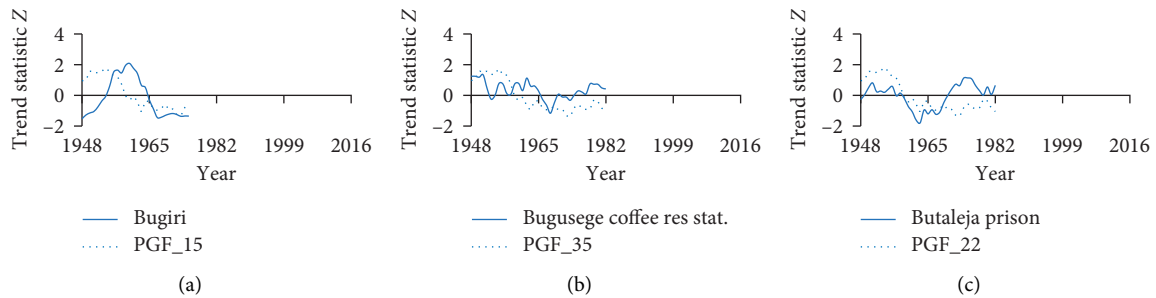 Trend statistic Z
4
2
0
−2
1948 1965 1982 1999 2016
Year
Bugiri
PGF_15
(a)
Trend statistic Z
4
2
0
−2
1948 1965 1982 1999 2016
Year
Bugusege coffee res stat.
PGF_35
(b)
Trend statistic Z
4
2
0
−2
1948 1965 1982 1999 2016
Year
Butaleja prison
PGF_22
(c)